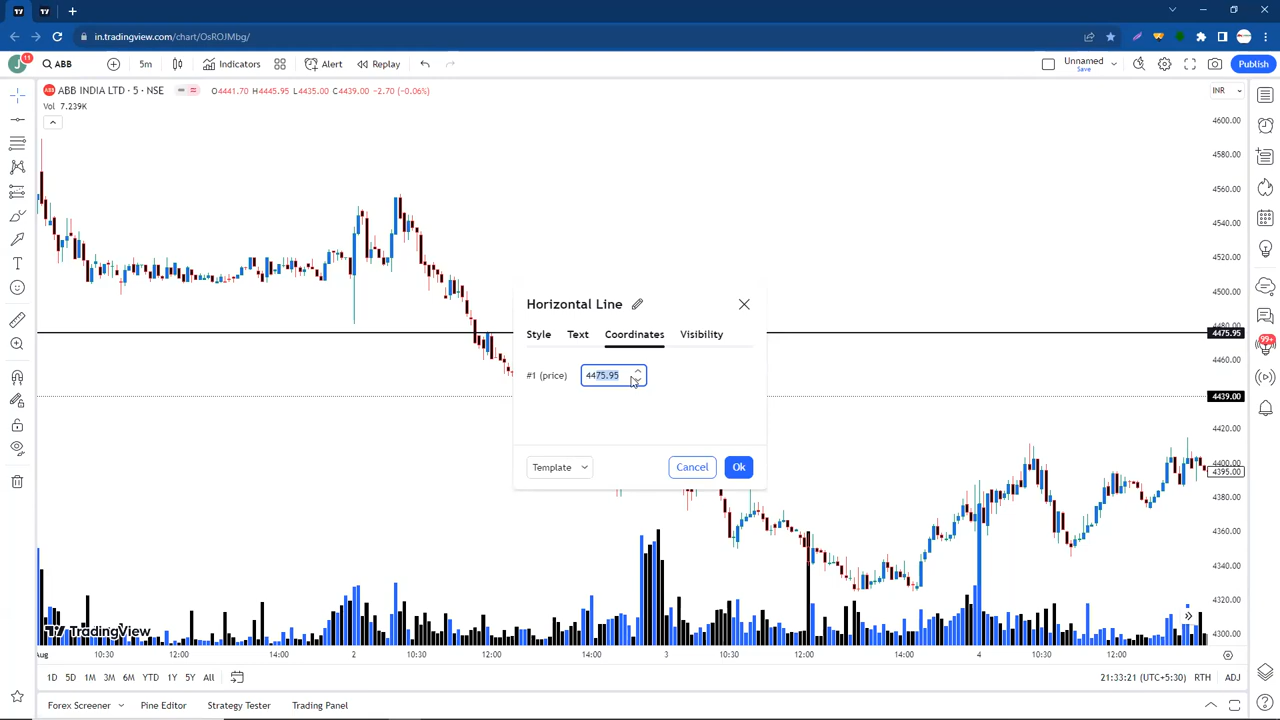 in.tradingview.com/chart/OsROJMbg/
J 11 ABB 5m Indicators Alert Replay Unnamed Save Publish
ABB INDIA LTD · 5 · NSE O4441.70 H4445.95 L4435.00 C4439.00 −2.70 (−0.06%) INR
Vol 7.239K
4600.00
4580.00
4560.00
4540.00
4520.00
4500.00
4480.00
4475.95
4460.00
4439.00
4420.00
4400.00
4395.00
4380.00
4360.00
4340.00
4320.00
4300.00
99+
Horizontal Line
Style Text Coordinates Visibility
#1 (price) 4475.95
Template Cancel Ok
TradingView
Aug 10:30 12:00 14:00 2 10:30 12:00 14:00 3 12:00 14:00 4 10:30 12:00
1D 5D 1M 3M 6M YTD 1Y 5Y All 21:33:21 (UTC+5:30) RTH ADJ
Forex Screener Pine Editor Strategy Tester Trading Panel